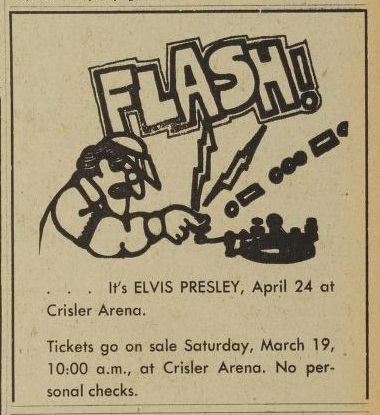 FLASH!
. . . It's ELVIS PRESLEY, April 24 at
Crisler Arena.
Tickets go on sale Saturday, March 19,
10:00 a.m., at Crisler Arena. No per-
sonal checks.